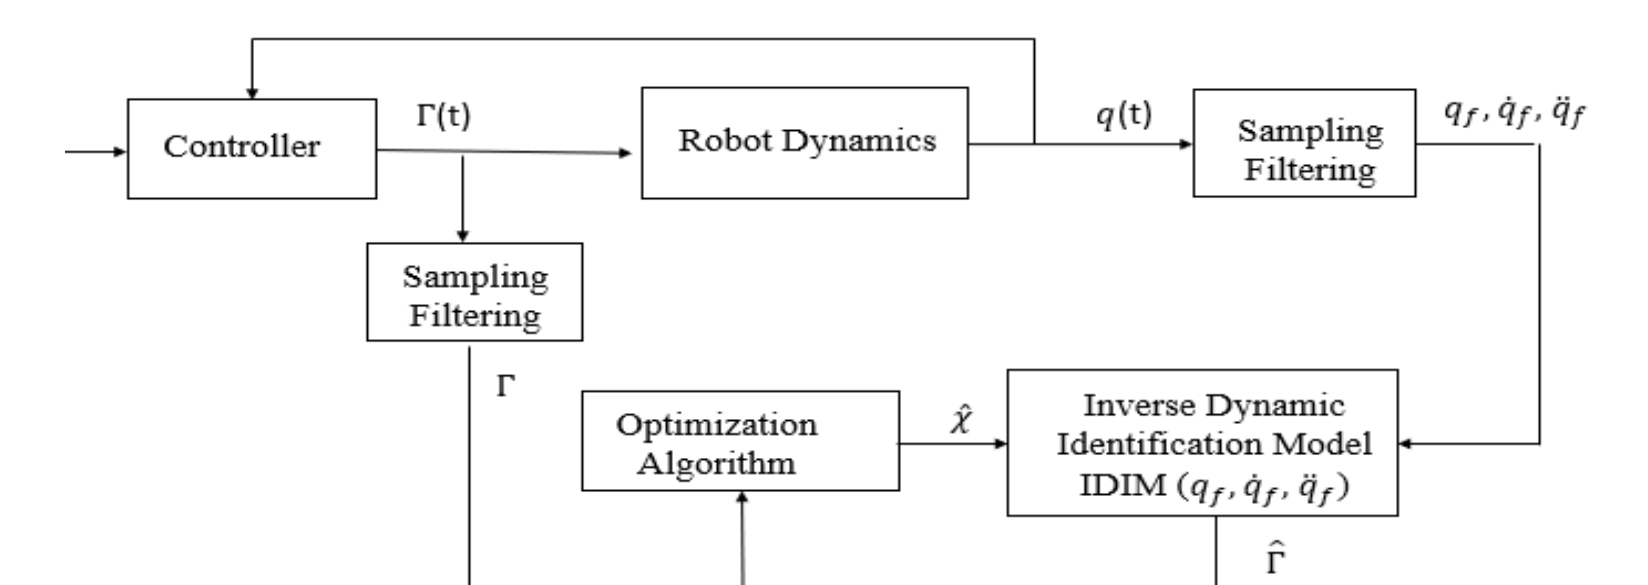 Γ(t)
Controller
Robot Dynamics
q(t)
Sampling
Filtering
q_f, q̇_f, q̈_f
Sampling
Filtering
Γ
Optimization
Algorithm
χ̂
Inverse Dynamic
Identification Model
IDIM (q_f, q̇_f, q̈_f)
Γ̂